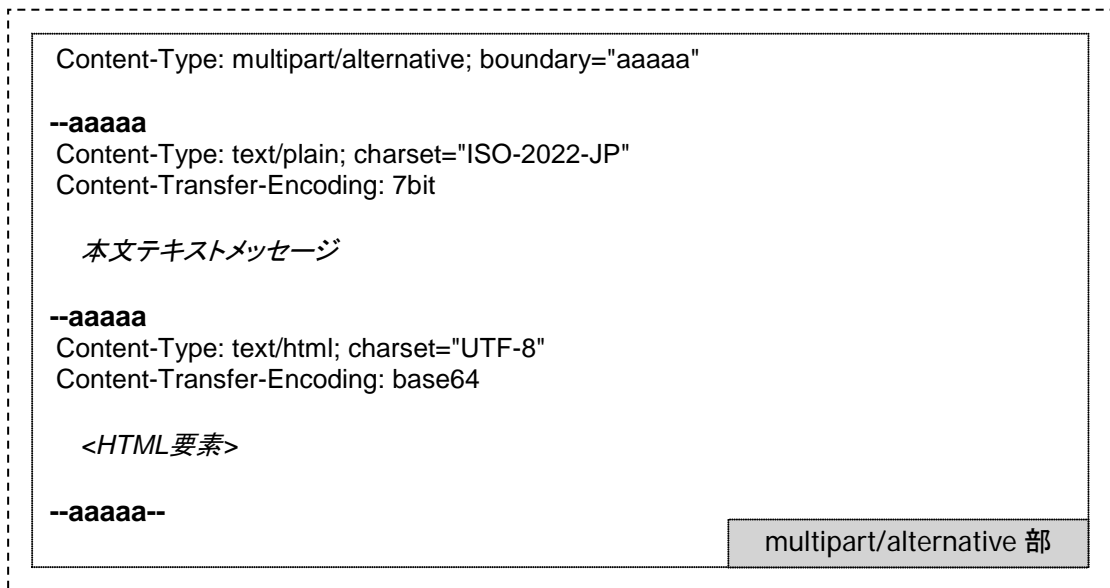 Content-Type: multipart/alternative; boundary="aaaaa"
--aaaaa
Content-Type: text/plain; charset="ISO-2022-JP"
Content-Transfer-Encoding: 7bit
本文テキストメッセージ
--aaaaa
Content-Type: text/html; charset="UTF-8"
Content-Transfer-Encoding: base64
<HTML要素>
--aaaaa--
multipart/alternative 部